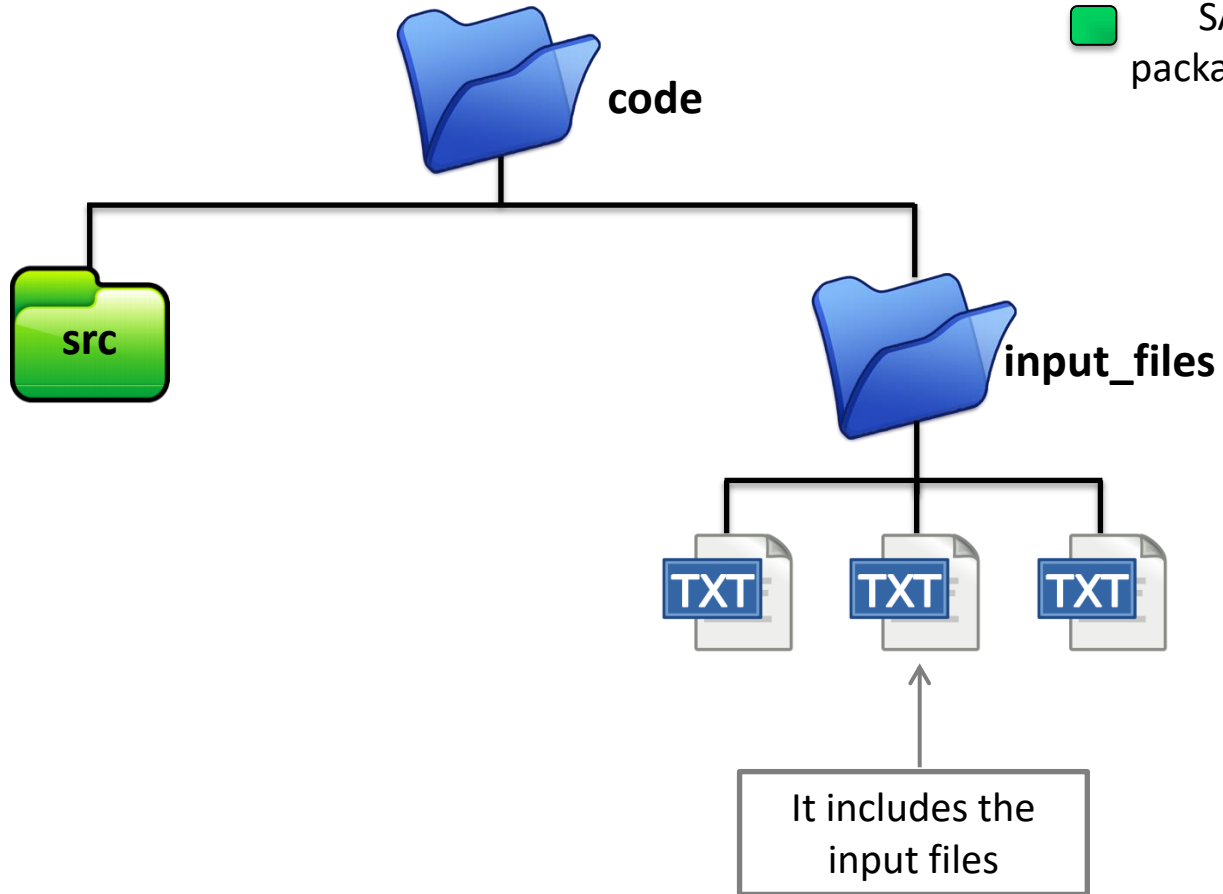 code
src
input_files
TXT
TXT
TXT
It includes the
input files